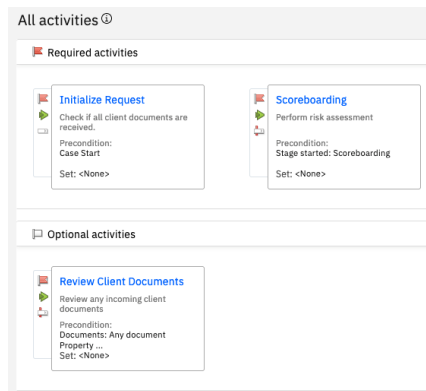 All activities
Required activities
Initialize Request
Check if all client documents are
received.
Precondition:
Case Start
Set: <None>
Scoreboarding
Perform risk assessment
Precondition:
Stage started: Scoreboarding
Set: <None>
Optional activities
Review Client Documents
Review any incoming client
documents
Precondition:
Documents: Any document
Property ...
Set: <None>